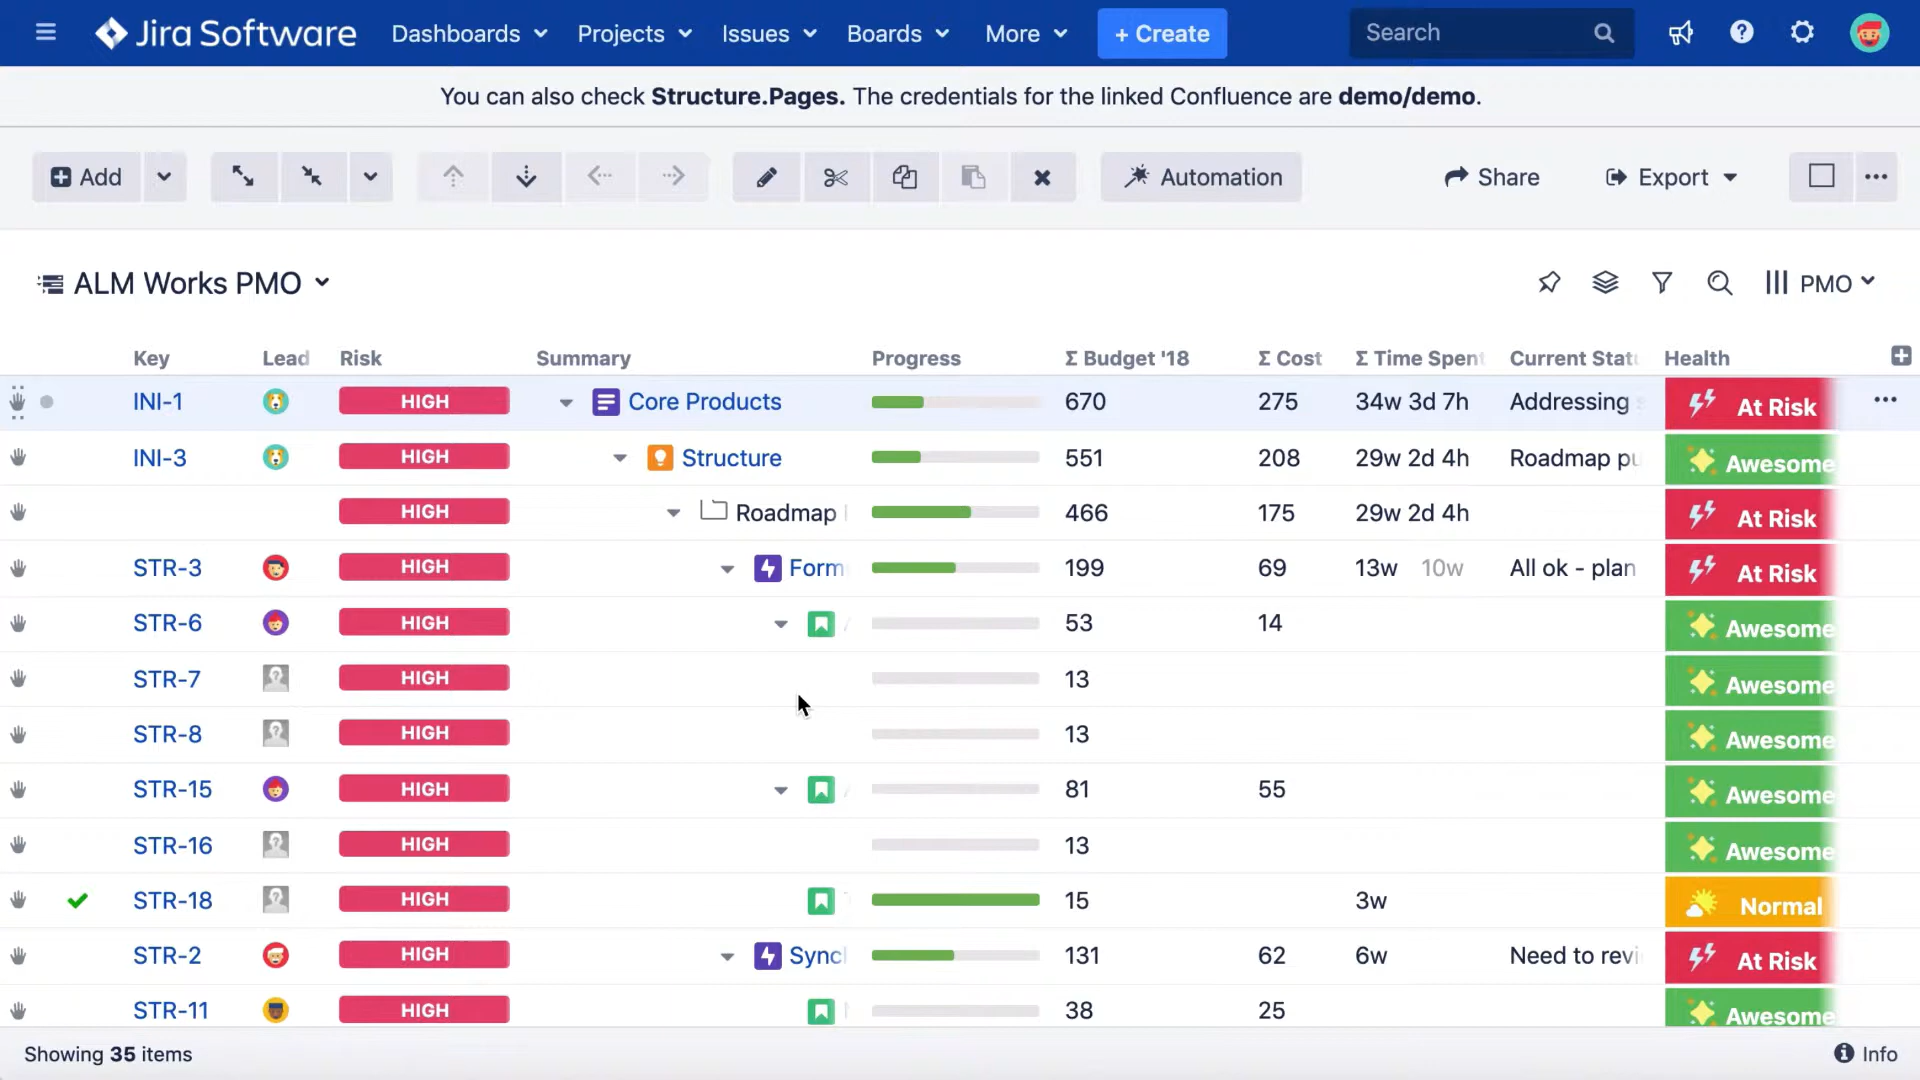 Jira Software Dashboards Projects Issues Boards More + Create Search
You can also check Structure.Pages. The credentials for the linked Confluence are demo/demo.
Add Automation Share Export
ALM Works PMO PMO
Key Lead Risk Summary Progress Σ Budget '18 Σ Cost Σ Time Spent Current Statu Health
INI-1 HIGH Core Products 670 275 34w 3d 7h Addressing At Risk
INI-3 HIGH Structure 551 208 29w 2d 4h Roadmap pu Awesome
HIGH Roadmap 466 175 29w 2d 4h At Risk
STR-3 HIGH Form 199 69 13w 10w All ok - plan At Risk
STR-6 HIGH 53 14 Awesome
STR-7 HIGH 13 Awesome
STR-8 HIGH 13 Awesome
STR-15 HIGH 81 55 Awesome
STR-16 HIGH 13 Awesome
STR-18 HIGH 15 3w Normal
STR-2 HIGH Sync 131 62 6w Need to revi At Risk
STR-11 HIGH 38 25 Awesome
Showing 35 items Info